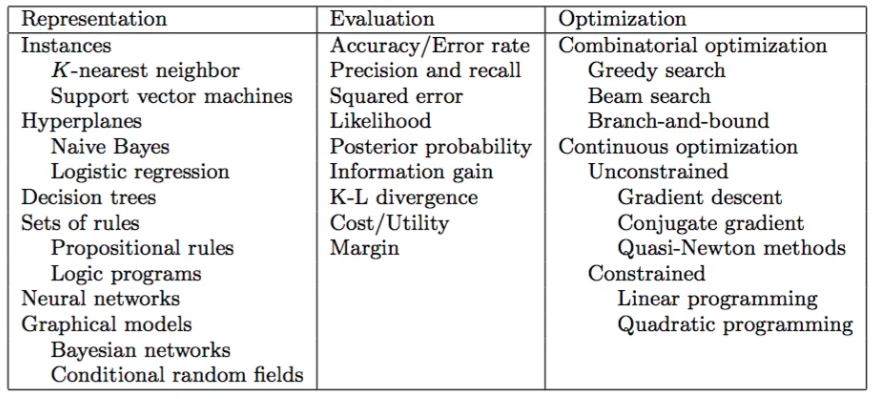 Representation
Instances
K-nearest neighbor
Support vector machines
Hyperplanes
Naive Bayes
Logistic regression
Decision trees
Sets of rules
Propositional rules
Logic programs
Neural networks
Graphical models
Bayesian networks
Conditional random fields
Evaluation
Accuracy/Error rate
Precision and recall
Squared error
Likelihood
Posterior probability
Information gain
K-L divergence
Cost/Utility
Margin
Optimization
Combinatorial optimization
Greedy search
Beam search
Branch-and-bound
Continuous optimization
Unconstrained
Gradient descent
Conjugate gradient
Quasi-Newton methods
Constrained
Linear programming
Quadratic programming